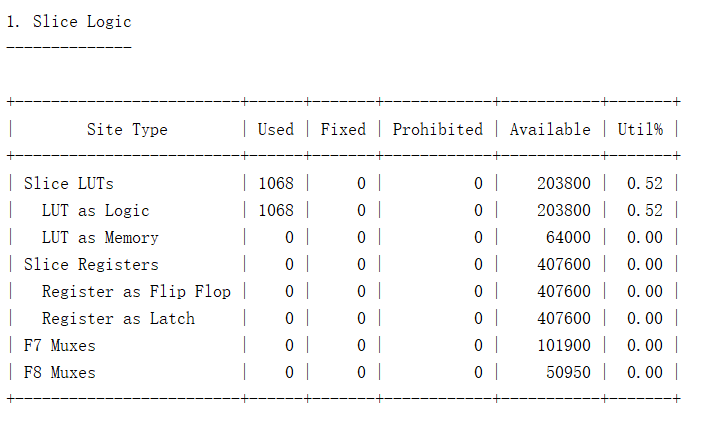 1. Slice Logic
--------------
+-------------------------+------+-------+------------+-----------+-------+
|        Site Type        | Used | Fixed | Prohibited | Available | Util% |
+-------------------------+------+-------+------------+-----------+-------+
| Slice LUTs              | 1068 |     0 |          0 |    203800 |  0.52 |
|   LUT as Logic          | 1068 |     0 |          0 |    203800 |  0.52 |
|   LUT as Memory         |    0 |     0 |          0 |     64000 |  0.00 |
| Slice Registers         |    0 |     0 |          0 |    407600 |  0.00 |
|   Register as Flip Flop |    0 |     0 |          0 |    407600 |  0.00 |
|   Register as Latch     |    0 |     0 |          0 |    407600 |  0.00 |
| F7 Muxes                |    0 |     0 |          0 |    101900 |  0.00 |
| F8 Muxes                |    0 |     0 |          0 |     50950 |  0.00 |
+-------------------------+------+-------+------------+-----------+-------+